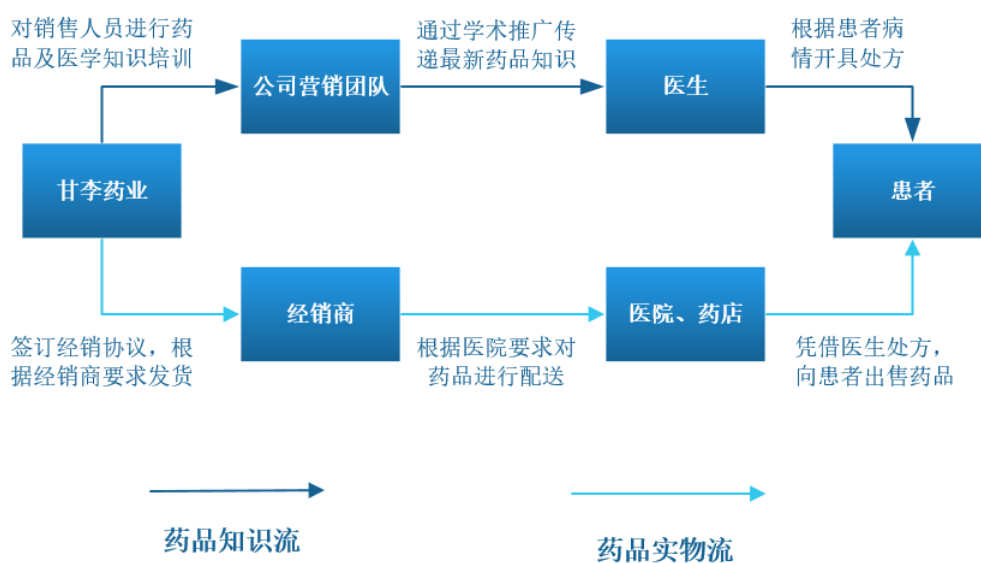 对销售人员进行药
品及医学知识培训
通过学术推广传
递最新药品知识
根据患者病
情开具处方
公司营销团队
医生
甘李药业
患者
经销商
医院、药店
签订经销协议，根
据经销商要求发货
根据医院要求对
药品进行配送
凭借医生处方，
向患者出售药品
药品知识流
药品实物流